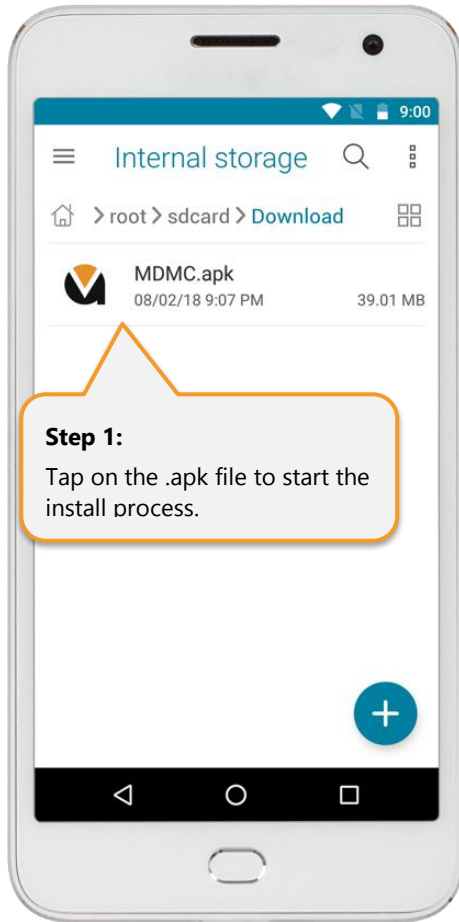 9:00
Internal storage
> root > sdcard > Download
MDMC.apk
08/02/18 9:07 PM 39.01 MB
Step 1:
Tap on the .apk file to start the
install process.